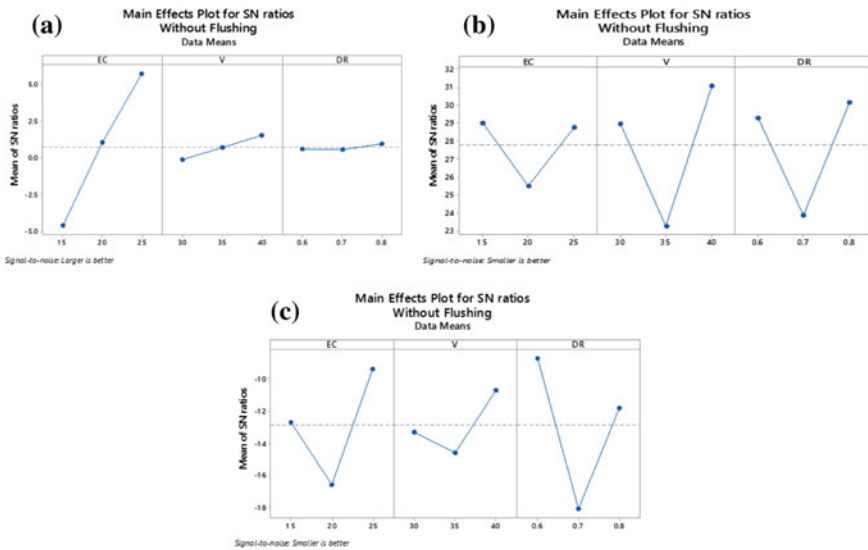 (a)
Main Effects Plot for SN ratios
Without Flushing
Data Means
EC V DR
Mean of SN ratios
5.0
2.5
0.0
-2.5
-5.0
15 20 25 30 35 40 0.6 0.7 0.8
Signal-to-noise: Larger is better
(b)
Main Effects Plot for SN ratios
Without Flushing
Data Means
EC V DR
Mean of SN ratios
32
31
30
29
28
27
26
25
24
23
15 20 25 30 35 40 0.6 0.7 0.8
Signal-to-noise: Smaller is better
(c)
Main Effects Plot for SN ratios
Without Flushing
Data Means
EC V DR
Mean of SN ratios
-10
-12
-14
-16
-18
15 20 25 30 35 40 0.6 0.7 0.8
Signal-to-noise: Smaller is better